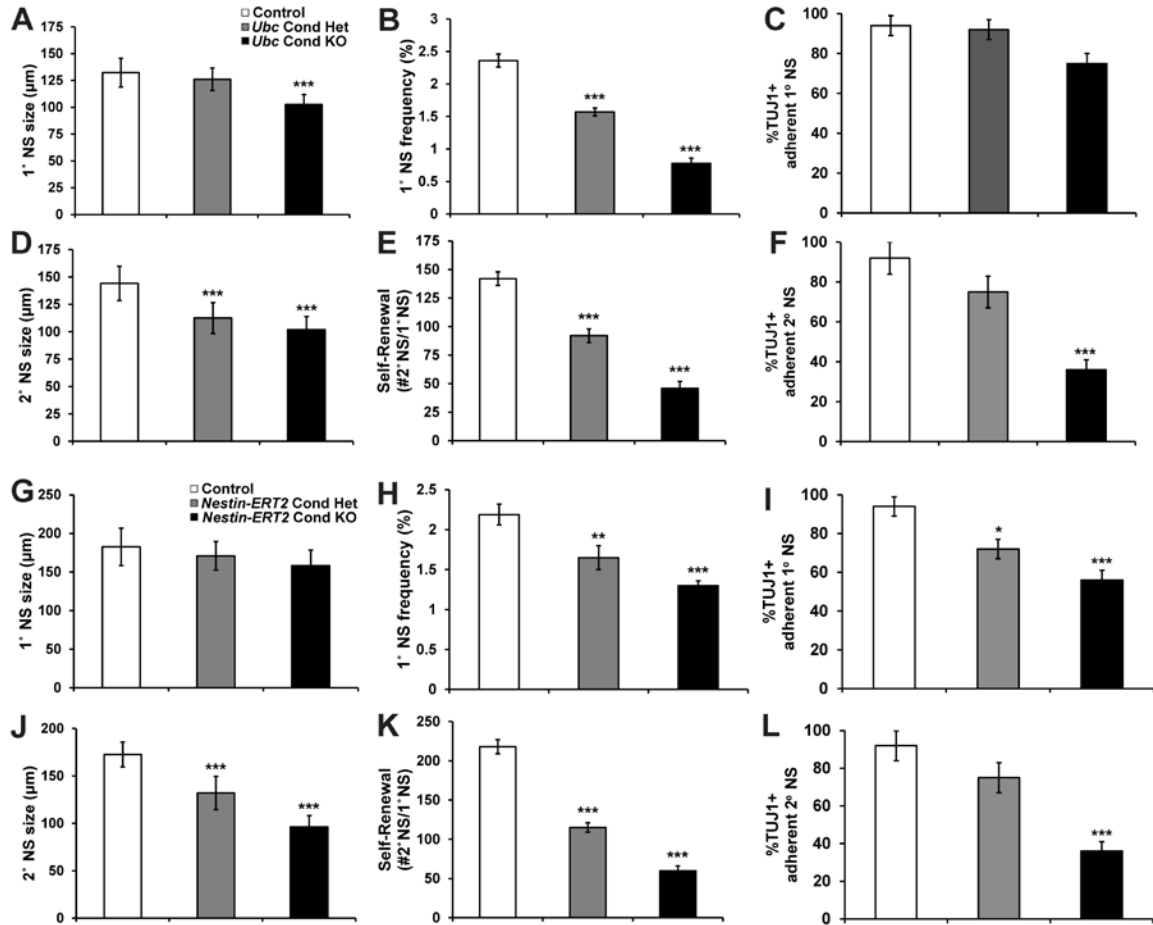 A
Control
Ubc Cond Het
Ubc Cond KO
1˚ NS size (μm)
175
150
125
100
75
50
25
0
***
B
1˚ NS frequency (%)
3
2.5
2
1.5
1
0.5
0
***
***
C
%TUJ1+
adherent 1º NS
100
80
60
40
20
0
D
2˚ NS size (μm)
175
150
125
100
75
50
25
0
***
***
E
Self-Renewal
(#2˚NS/1˚NS)
175
150
125
100
75
50
25
0
***
***
F
%TUJ1+
adherent 2º NS
100
80
60
40
20
0
***
G
Control
Nestin-ERT2 Cond Het
Nestin-ERT2 Cond KO
1˚ NS size (μm)
250
200
150
100
50
0
H
1˚ NS frequency (%)
2.5
2
1.5
1
0.5
0
**
***
I
%TUJ1+
adherent 1º NS
100
80
60
40
20
0
*
***
J
2˚ NS size (μm)
200
150
100
50
0
***
***
K
Self-Renewal
(#2˚NS/1˚NS)
250
200
150
100
50
0
***
***
L
%TUJ1+
adherent 2º NS
100
80
60
40
20
0
***